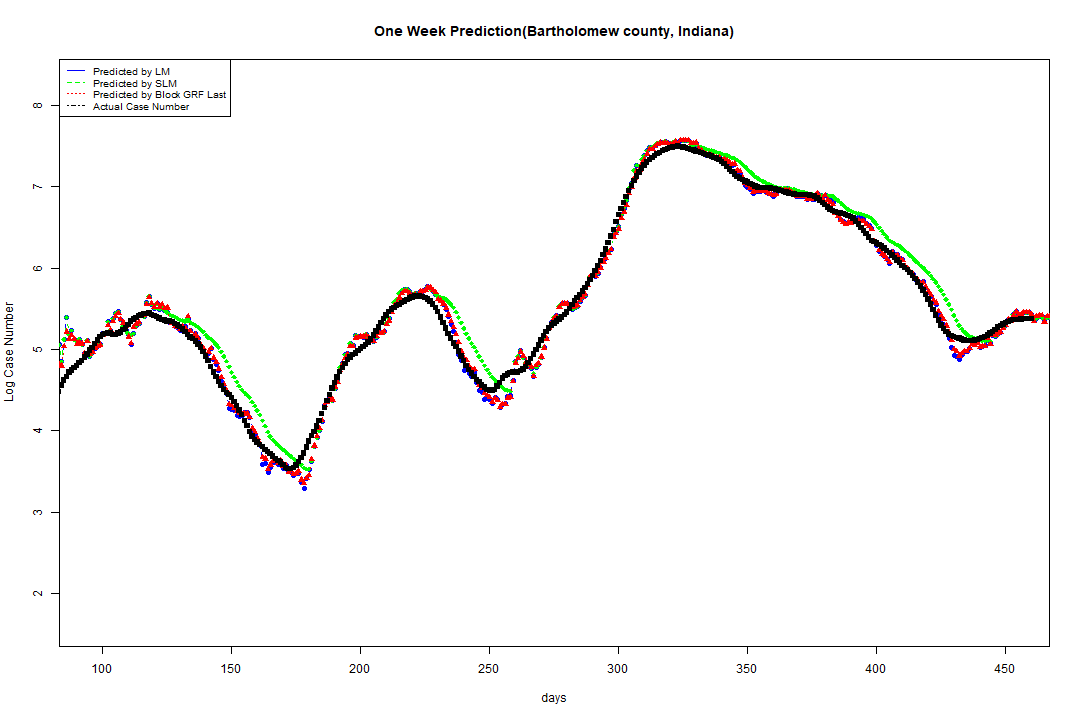 One Week Prediction(Bartholomew county, Indiana)
Predicted by LM
Predicted by SLM
Predicted by Block GRF Last
Actual Case Number
8
7
6
5
4
3
2
Log Case Number
100 150 200 250 300 350 400 450
days